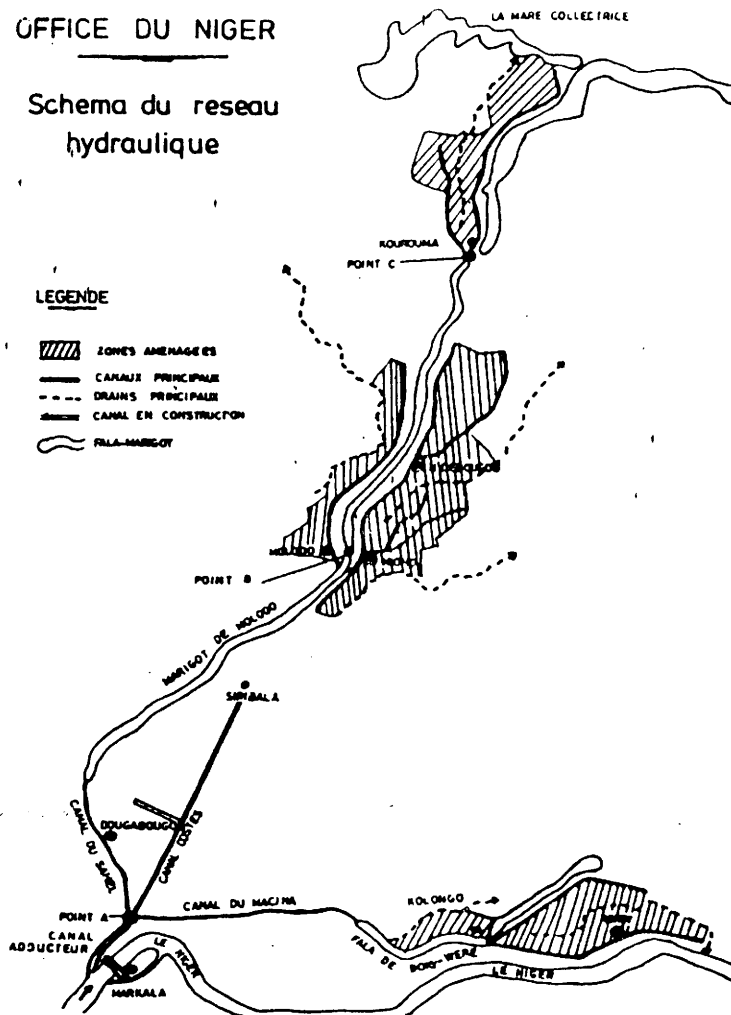 OFFICE DU NIGER
LA MARE COLLECTRICE
Schema du reseau
hydraulique
KOUROUMA
POINT C
LEGENDE
ZONES AMENAGEES
CANAUX PRINCIPAUX
DRAINS PRINCIPAUX
CANAL EN CONSTRUCTION
FALA-MARIGOT
MOLODO
POINT B
MARIGOT DE MOLODO
SIRIBALA
CANAL DU SAHEL
DOUGABOUGOU
CANAL COSTES
POINT A
CANAL DU MACINA
KOLONGO
CANAL
ADDUCTEUR
LE NIGER
FALA DE BOKI-WERE
LE NIGER
MARKALA